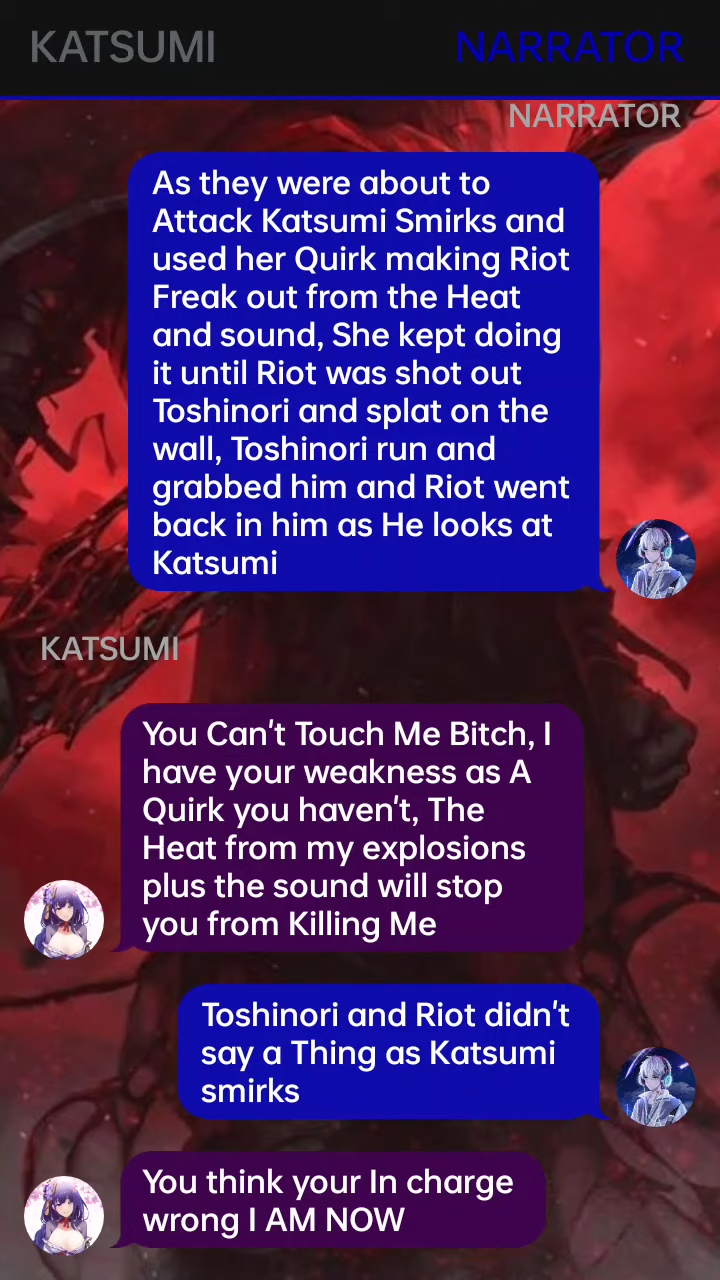 KATSUMI NARRATOR
NARRATOR
As they were about to
Attack Katsumi Smirks and
used her Quirk making Riot
Freak out from the Heat
and sound, She kept doing
it until Riot was shot out
Toshinori and splat on the
wall, Toshinori run and
grabbed him and Riot went
back in him as He looks at
Katsumi
KATSUMI
You Can't Touch Me Bitch, I
have your weakness as A
Quirk you haven't, The
Heat from my explosions
plus the sound will stop
you from Killing Me
Toshinori and Riot didn't
say a Thing as Katsumi
smirks
You think your In charge
wrong I AM NOW